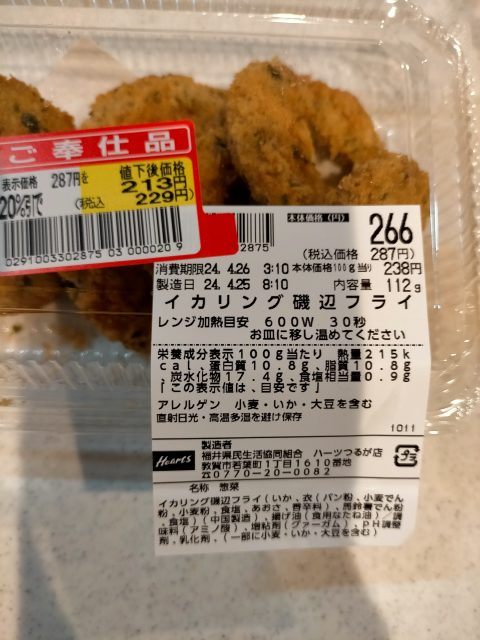 ご奉仕品
表示価格 287円を
20%引で
値下後価格
213円
(税込 229円)
0291003302875 03 000020 9
2875
本体価格(円) 266
(税込価格 287円)
消費期限24. 4.26 3:10 本体価格100g当り 238円
製造日 24. 4.25 8:10 内容量 112g
イカリング磯辺フライ
レンジ加熱目安 600W 30秒
お皿に移し温めてください
栄養成分表示100g当たり 熱量215k
cal、蛋白質10.8g、脂質10.8g
、炭水化物17.4g、食塩相当量0.9g
「この表示値は、目安です」
アレルゲン 小麦・いか・大豆を含む
直射日光・高温多湿を避け保存
1011
Hearts
製造者
福井県民生活協同組合 ハーツつるが店
敦賀市若葉町1丁目1610番地
℡0770-20-0082
プラ
名称 惣菜
イカリング磯辺フライ(いか、衣(パン粉、小麦でん
粉、小麦粉、食塩、あおさ、香辛料)、馬鈴薯でん粉
、食塩)(中国製造)、揚げ油(食用なたね油)/調
味料(アミノ酸)、増粘剤(グァーガム)、PH調整
剤、乳化剤、(一部に小麦・いか・大豆を含む)